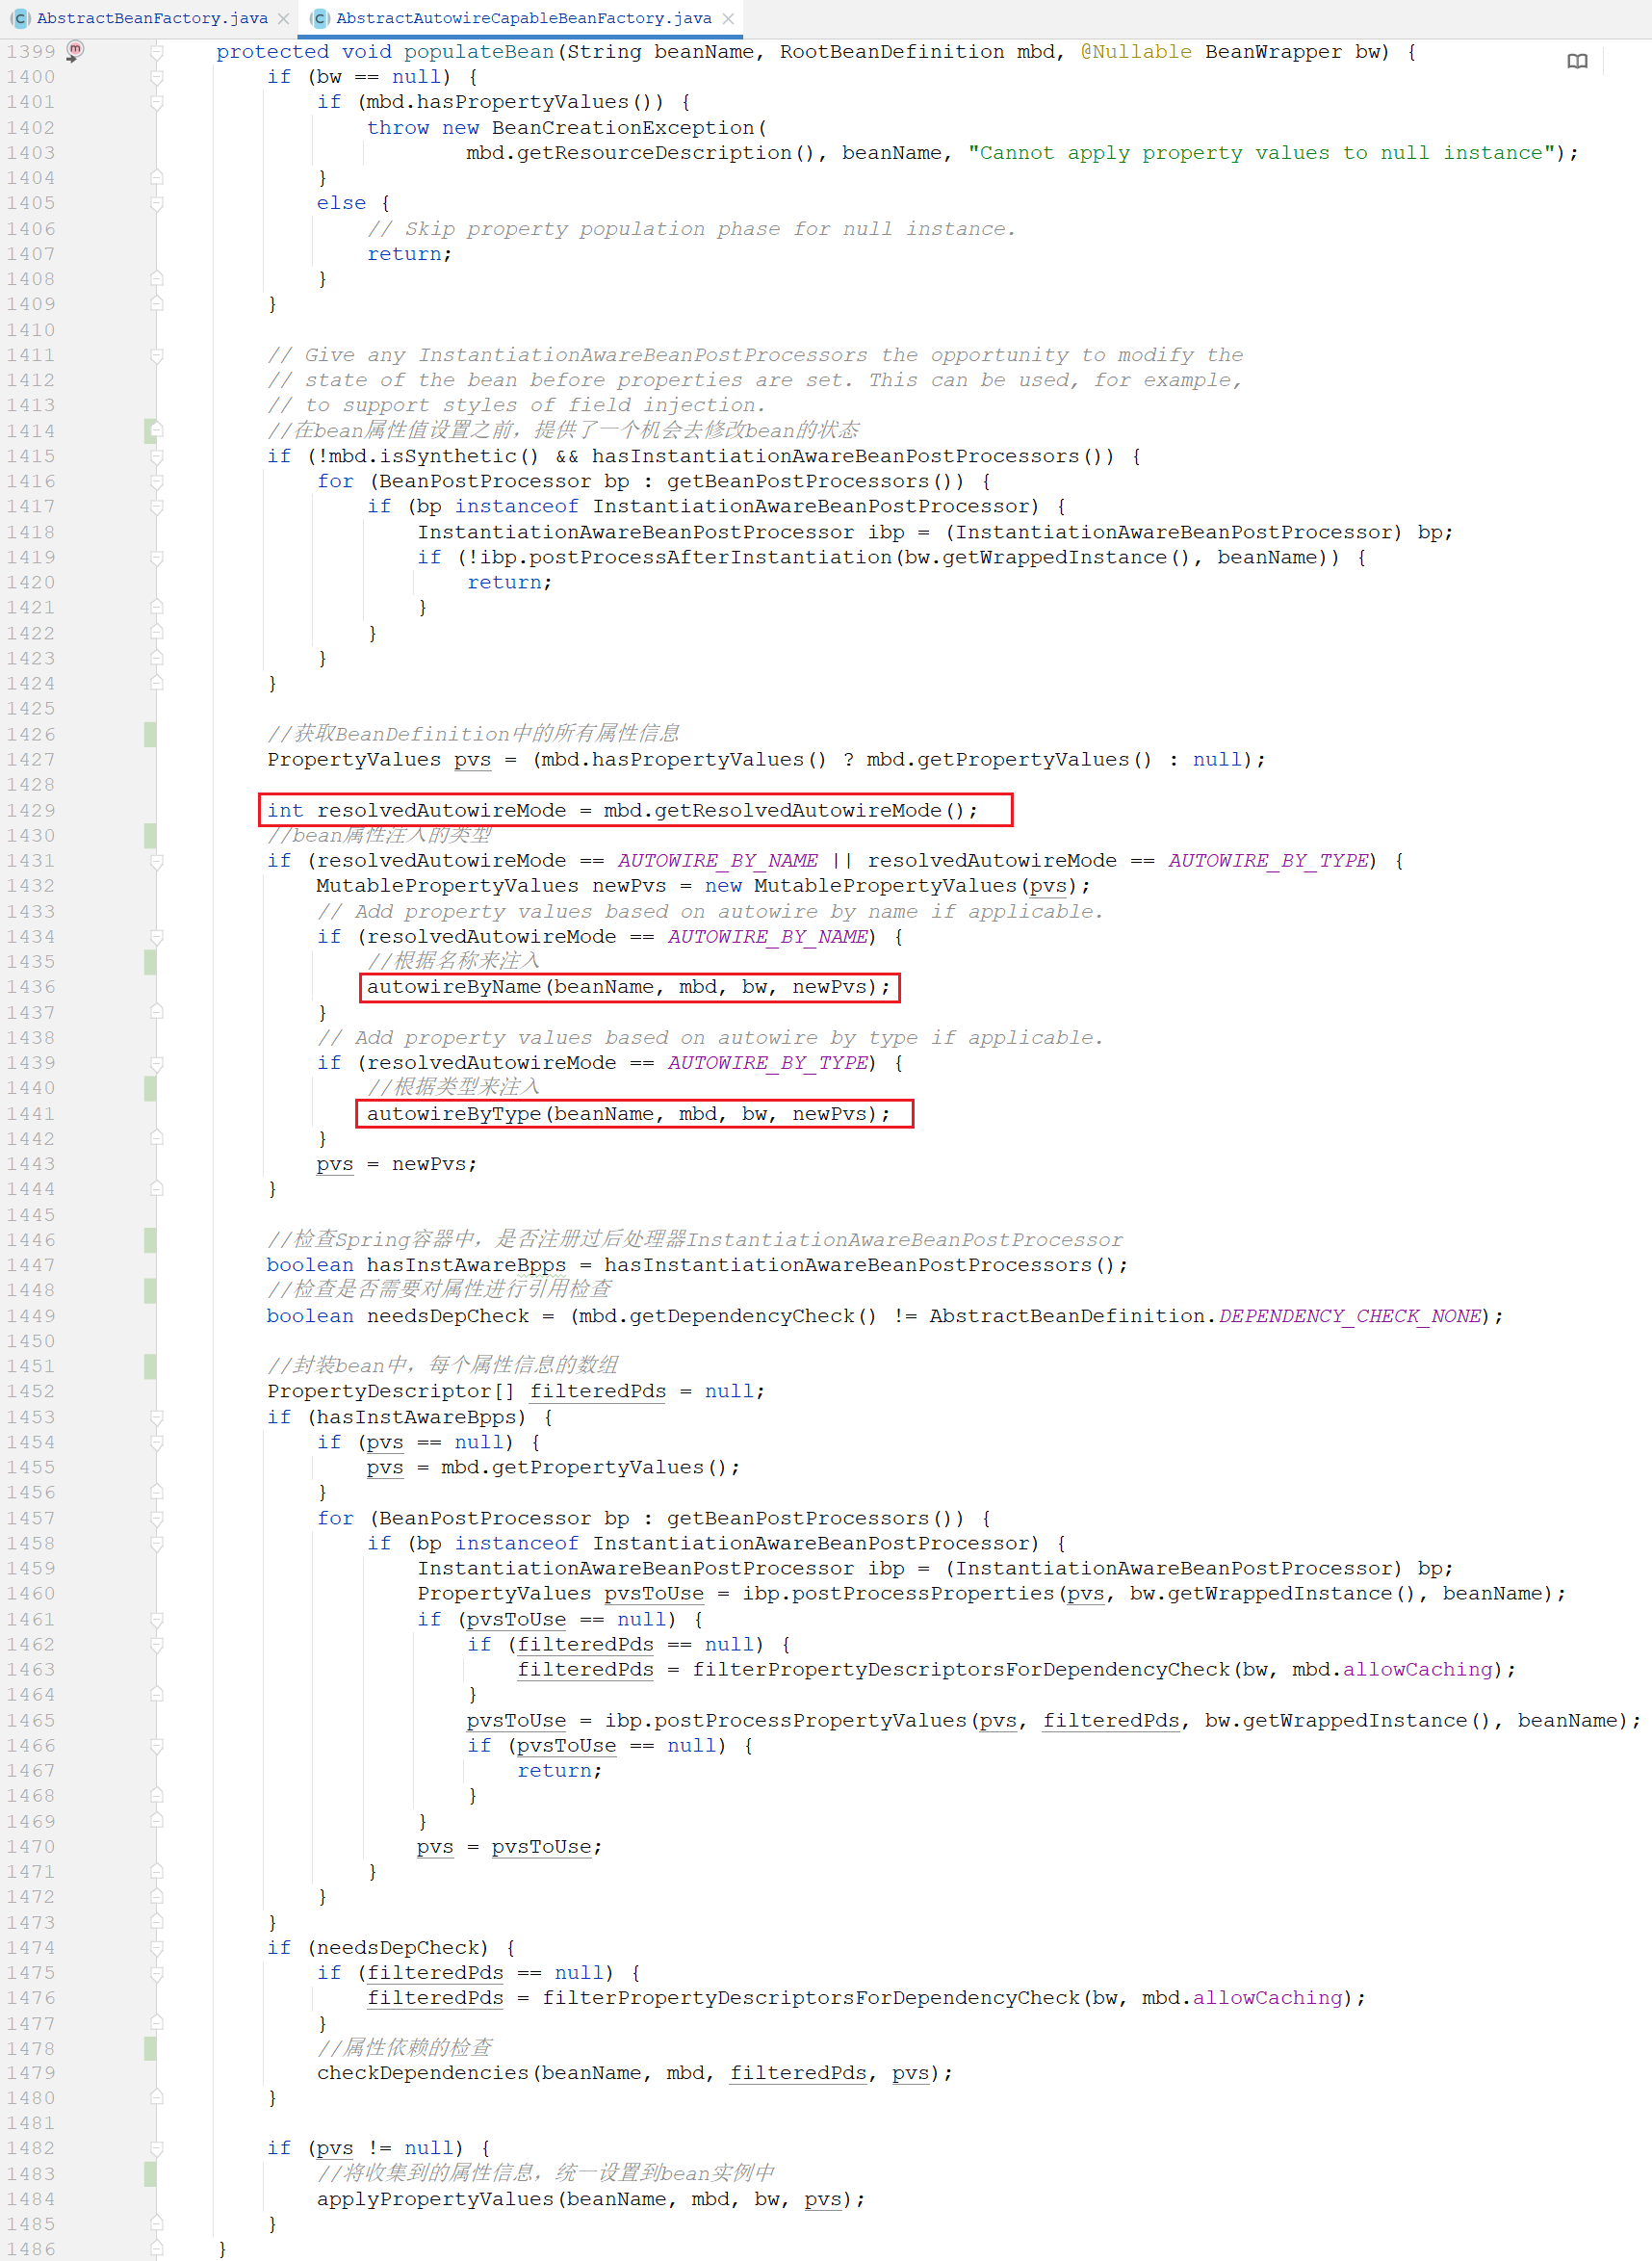 AbstractBeanFactory.java AbstractAutowireCapableBeanFactory.java
1399 protected void populateBean(String beanName, RootBeanDefinition mbd, @Nullable BeanWrapper bw) {
1400 if (bw == null) {
1401 if (mbd.hasPropertyValues()) {
1402 throw new BeanCreationException(
1403 mbd.getResourceDescription(), beanName, "Cannot apply property values to null instance");
1404 }
1405 else {
1406 // Skip property population phase for null instance.
1407 return;
1408 }
1409 }
1410
1411 // Give any InstantiationAwareBeanPostProcessors the opportunity to modify the
1412 // state of the bean before properties are set. This can be used, for example,
1413 // to support styles of field injection.
1414 //在bean属性值设置之前，提供了一个机会去修改bean的状态
1415 if (!mbd.isSynthetic() && hasInstantiationAwareBeanPostProcessors()) {
1416 for (BeanPostProcessor bp : getBeanPostProcessors()) {
1417 if (bp instanceof InstantiationAwareBeanPostProcessor) {
1418 InstantiationAwareBeanPostProcessor ibp = (InstantiationAwareBeanPostProcessor) bp;
1419 if (!ibp.postProcessAfterInstantiation(bw.getWrappedInstance(), beanName)) {
1420 return;
1421 }
1422 }
1423 }
1424 }
1425
1426 //获取BeanDefinition中的所有属性信息
1427 PropertyValues pvs = (mbd.hasPropertyValues() ? mbd.getPropertyValues() : null);
1428
1429 int resolvedAutowireMode = mbd.getResolvedAutowireMode();
1430 //bean属性注入的类型
1431 if (resolvedAutowireMode == AUTOWIRE_BY_NAME || resolvedAutowireMode == AUTOWIRE_BY_TYPE) {
1432 MutablePropertyValues newPvs = new MutablePropertyValues(pvs);
1433 // Add property values based on autowire by name if applicable.
1434 if (resolvedAutowireMode == AUTOWIRE_BY_NAME) {
1435 //根据名称来注入
1436 autowireByName(beanName, mbd, bw, newPvs);
1437 }
1438 // Add property values based on autowire by type if applicable.
1439 if (resolvedAutowireMode == AUTOWIRE_BY_TYPE) {
1440 //根据类型来注入
1441 autowireByType(beanName, mbd, bw, newPvs);
1442 }
1443 pvs = newPvs;
1444 }
1445
1446 //检查Spring容器中，是否注册过后处理器InstantiationAwareBeanPostProcessor
1447 boolean hasInstAwareBpps = hasInstantiationAwareBeanPostProcessors();
1448 //检查是否需要对属性进行引用检查
1449 boolean needsDepCheck = (mbd.getDependencyCheck() != AbstractBeanDefinition.DEPENDENCY_CHECK_NONE);
1450
1451 //封装bean中，每个属性信息的数组
1452 PropertyDescriptor[] filteredPds = null;
1453 if (hasInstAwareBpps) {
1454 if (pvs == null) {
1455 pvs = mbd.getPropertyValues();
1456 }
1457 for (BeanPostProcessor bp : getBeanPostProcessors()) {
1458 if (bp instanceof InstantiationAwareBeanPostProcessor) {
1459 InstantiationAwareBeanPostProcessor ibp = (InstantiationAwareBeanPostProcessor) bp;
1460 PropertyValues pvsToUse = ibp.postProcessProperties(pvs, bw.getWrappedInstance(), beanName);
1461 if (pvsToUse == null) {
1462 if (filteredPds == null) {
1463 filteredPds = filterPropertyDescriptorsForDependencyCheck(bw, mbd.allowCaching);
1464 }
1465 pvsToUse = ibp.postProcessPropertyValues(pvs, filteredPds, bw.getWrappedInstance(), beanName);
1466 if (pvsToUse == null) {
1467 return;
1468 }
1469 }
1470 pvs = pvsToUse;
1471 }
1472 }
1473 }
1474 if (needsDepCheck) {
1475 if (filteredPds == null) {
1476 filteredPds = filterPropertyDescriptorsForDependencyCheck(bw, mbd.allowCaching);
1477 }
1478 //属性依赖的检查
1479 checkDependencies(beanName, mbd, filteredPds, pvs);
1480 }
1481
1482 if (pvs != null) {
1483 //将收集到的属性信息，统一设置到bean实例中
1484 applyPropertyValues(beanName, mbd, bw, pvs);
1485 }
1486 }